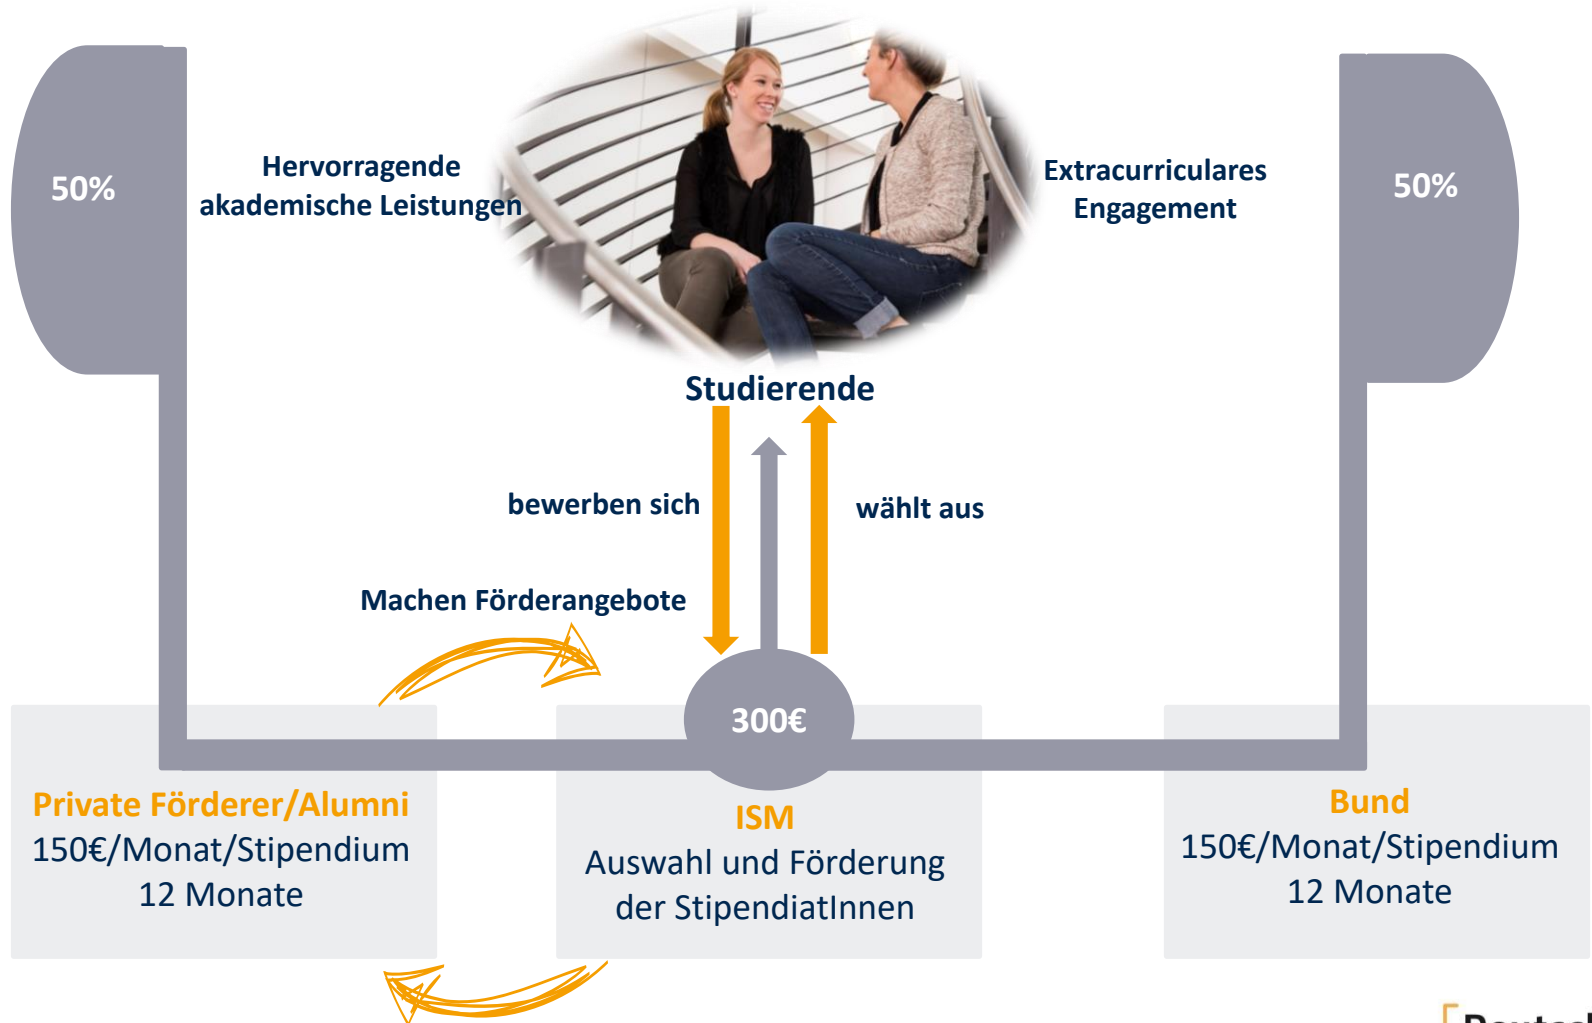 50%
Hervorragende
akademische Leistungen
Extracurriculares
Engagement
50%
Studierende
bewerben sich
wählt aus
Machen Förderangebote
300€
Private Förderer/Alumni
150€/Monat/Stipendium
12 Monate
ISM
Auswahl und Förderung
der StipendiatInnen
Bund
150€/Monat/Stipendium
12 Monate